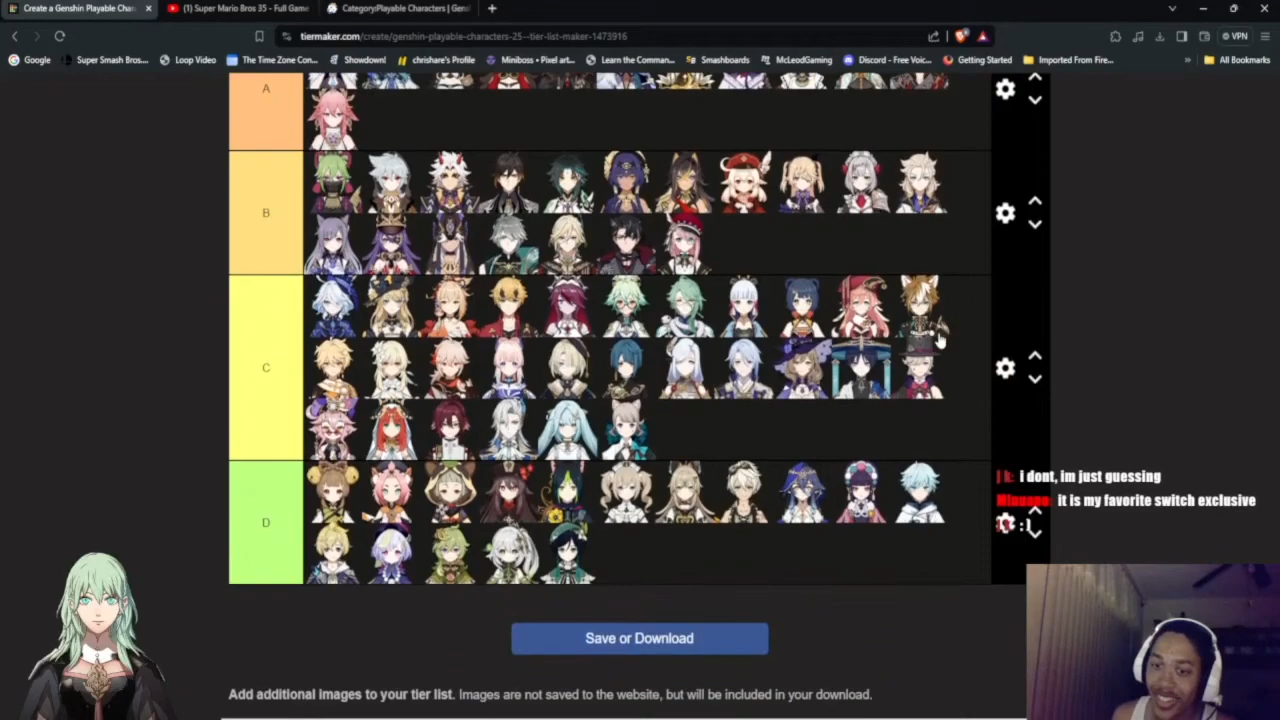 Create a Genshin Playable Char
(1) Super Mario Bros 35 - Full Game
Category:Playable Characters | Gensl
tiermaker.com/create/genshin-playable-characters-25--tier-list-maker-1473916
VPN
Google
Super Smash Bros...
Loop Video
The Time Zone Con...
Showdown!
chrishare's Profile
Miniboss • Pixel art...
Learn the Comman...
Smashboards
McLeodGaming
Discord - Free Voic...
Getting Started
Imported From Fire...
All Bookmarks
A
B
C
D
i dont, im just guessing
it is my favorite switch exclusive
Save or Download
Add additional images to your tier list. Images are not saved to the website, but will be included in your download.